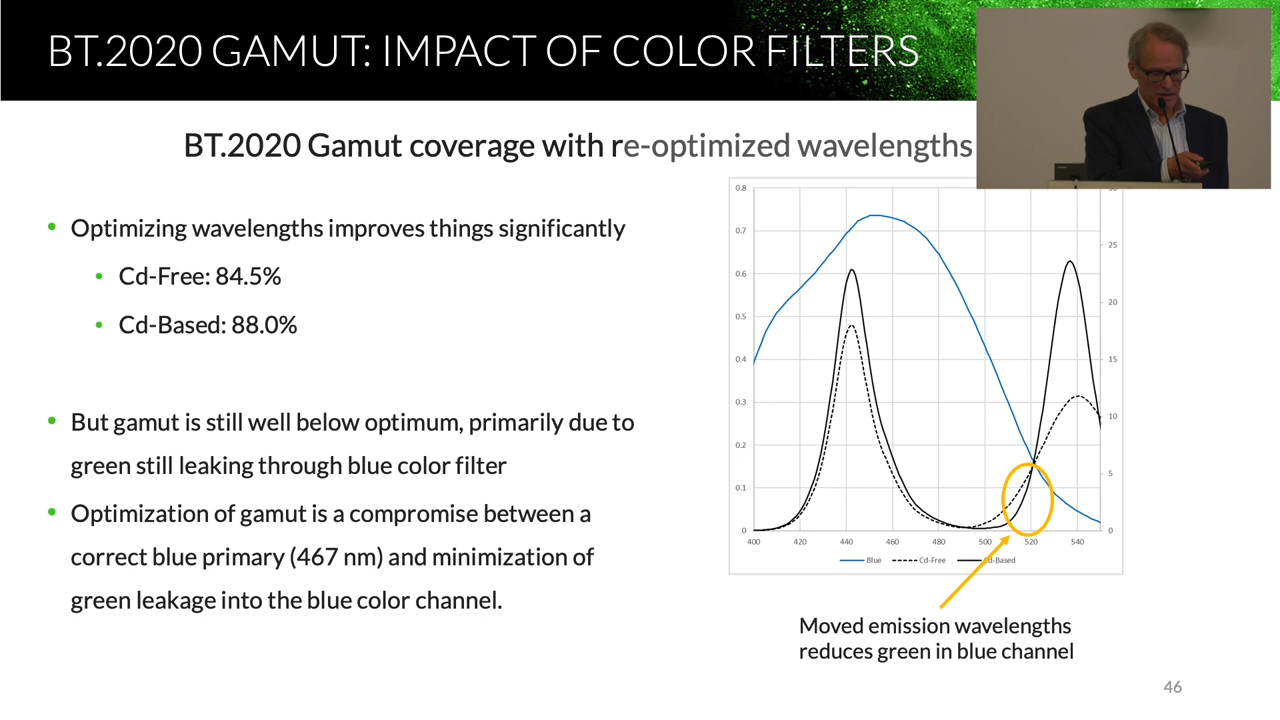 BT.2020 GAMUT: IMPACT OF COLOR FILTERS
BT.2020 Gamut coverage with re-optimized wavelengths
• Optimizing wavelengths improves things significantly
• Cd-Free: 84.5%
• Cd-Based: 88.0%
• But gamut is still well below optimum, primarily due to
green still leaking through blue color filter
• Optimization of gamut is a compromise between a
correct blue primary (467 nm) and minimization of
green leakage into the blue color channel.
0.8
0.7
0.6
0.5
0.4
0.3
0.2
0.1
0
25
20
15
10
5
0
400 420 440 460 480 500 520 540
Blue Cd-Free Cd-Based
Moved emission wavelengths
reduces green in blue channel
46